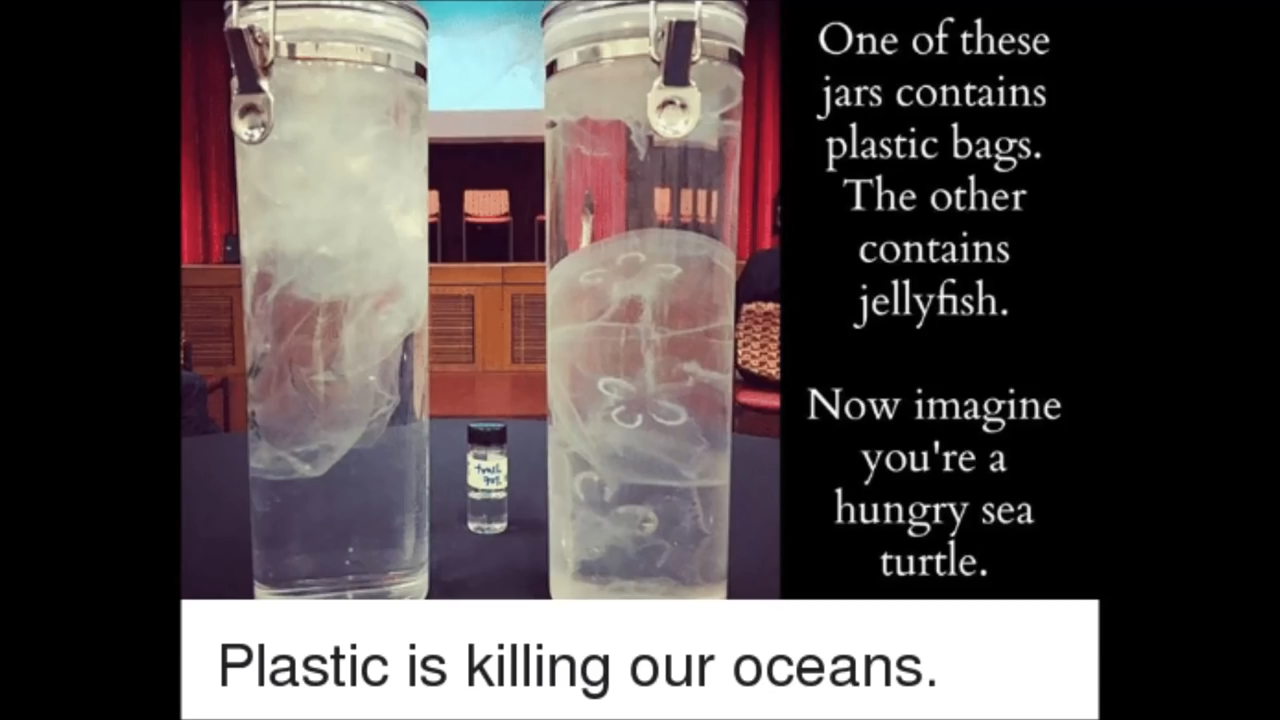 One of these
jars contains
plastic bags.
The other
contains
jellyfish.
Now imagine
you're a
hungry sea
turtle.
Plastic is killing our oceans.